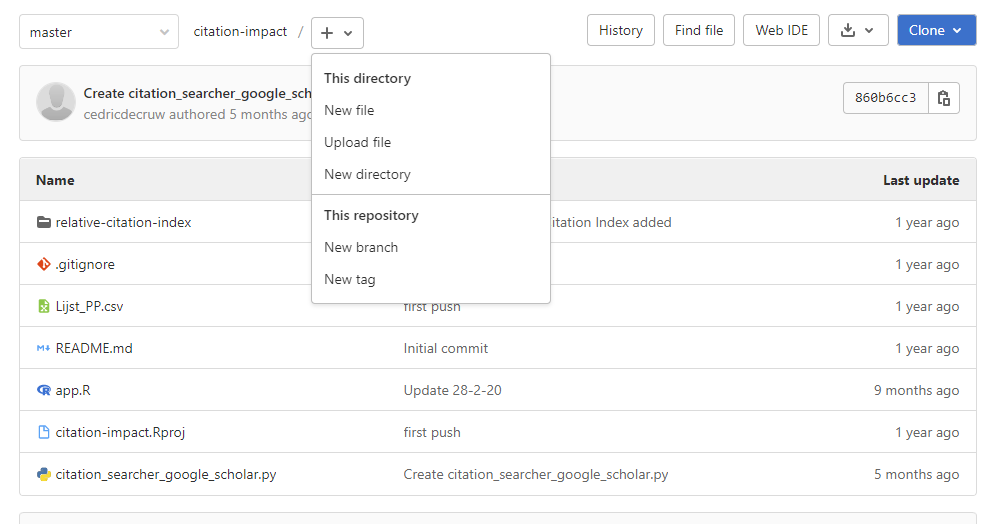 master citation-impact / + History Find file Web IDE Clone
This directory
Create citation_searcher_google_sch
New file
860b6cc3
cedricdecruw authored 5 months ago
Upload file
New directory
Name Last update
This repository
relative-citation-index itation Index added 1 year ago
New branch
.gitignore 1 year ago
New tag
Lijst_PP.csv first push 1 year ago
README.md Initial commit 1 year ago
app.R Update 28-2-20 9 months ago
citation-impact.Rproj first push 1 year ago
citation_searcher_google_scholar.py Create citation_searcher_google_scholar.py 5 months ago